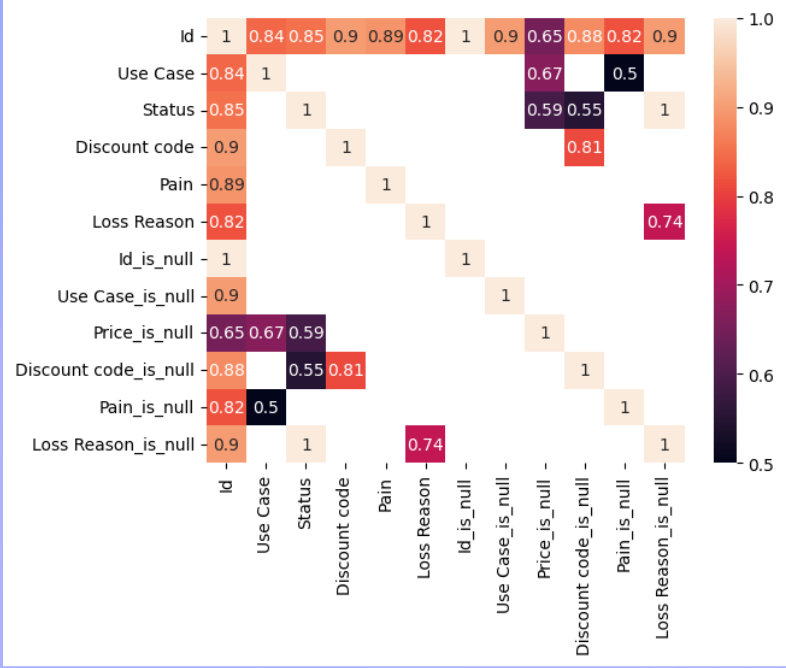 Id 1 0.84 0.85 0.9 0.89 0.82 1 0.9 0.65 0.88 0.82 0.9
Use Case 0.84 1 0.67 0.5
Status 0.85 1 0.59 0.55 1
Discount code 0.9 1 0.81
Pain 0.89 1
Loss Reason 0.82 1 0.74
Id_is_null 1 1
Use Case_is_null 0.9 1
Price_is_null 0.65 0.67 0.59 1
Discount code_is_null 0.88 0.55 0.81 1
Pain_is_null 0.82 0.5 1
Loss Reason_is_null 0.9 1 0.74 1
Id
Use Case
Status
Discount code
Pain
Loss Reason
Id_is_null
Use Case_is_null
Price_is_null
Discount code_is_null
Pain_is_null
Loss Reason_is_null
1.0
0.9
0.8
0.7
0.6
0.5